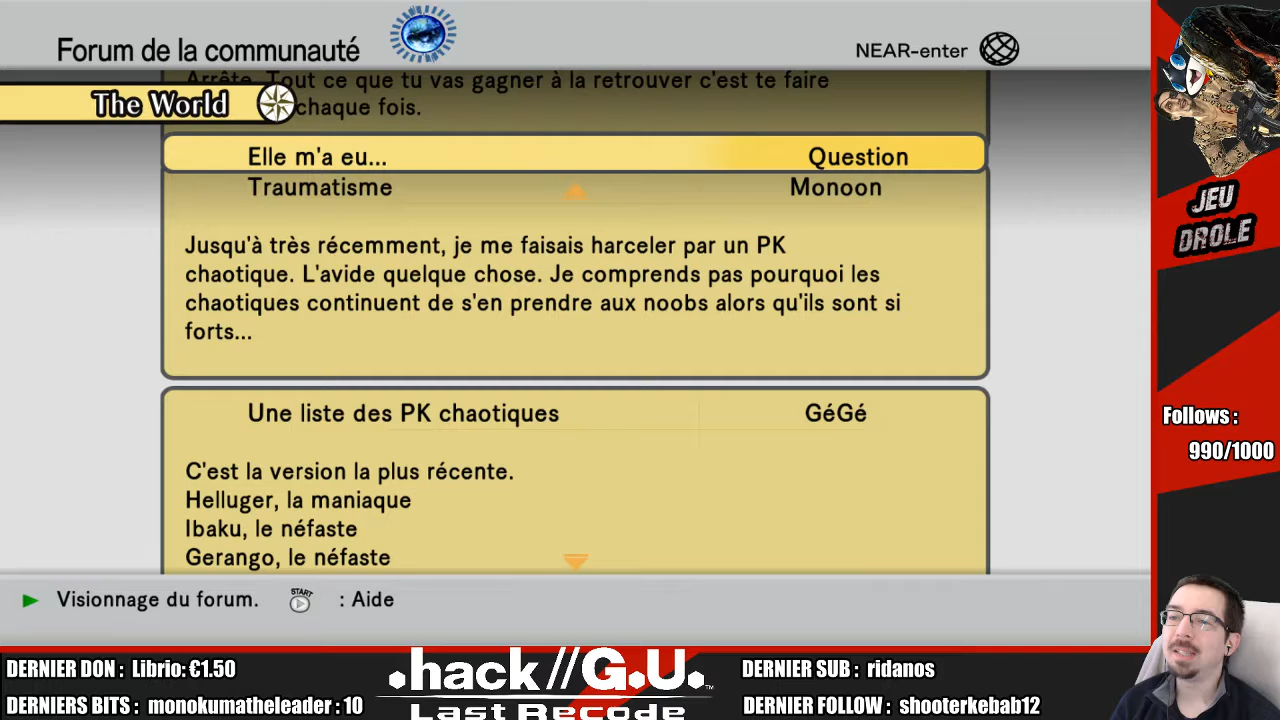 Forum de la communauté
NEAR-enter
Arrête. Tout ce que tu vas gagner à la retrouver c'est te faire
chaque fois.
The World
Elle m'a eu...
Question
Traumatisme
Monoon
Jusqu'à très récemment, je me faisais harceler par un PK
chaotique. L'avide quelque chose. Je comprends pas pourquoi les
chaotiques continuent de s'en prendre aux noobs alors qu'ils sont si
forts...
Une liste des PK chaotiques
GéGé
C'est la version la plus récente.
Helluger, la maniaque
Ibaku, le néfaste
Gerango, le néfaste
Visionnage du forum.
START
: Aide
JEU
DROLE
Follows :
990/1000
DERNIER DON : Librio: €1.50
DERNIERS BITS : monokumatheleader : 10
.hack//G.U.
TM
Last Recode
DERNIER SUB : ridanos
DERNIER FOLLOW : shooterkebab12